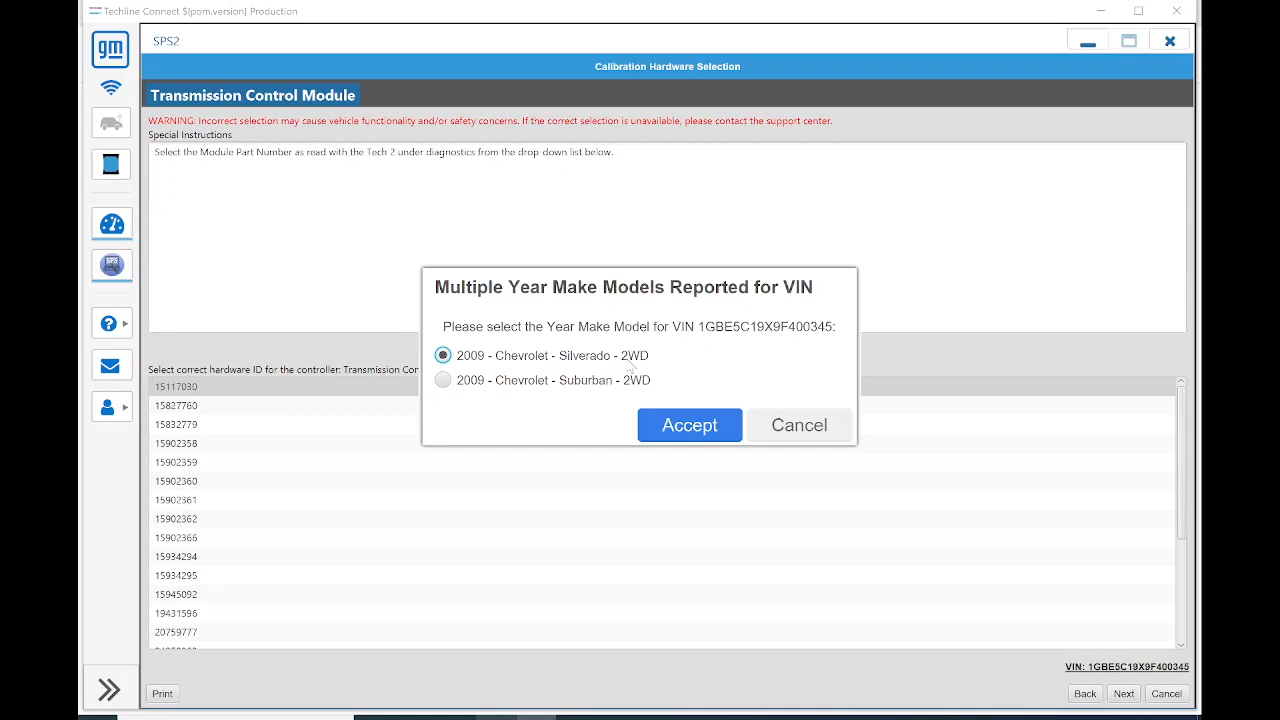 Techline Connect ${pom.version} Production
gm
SPS2
Calibration Hardware Selection
Transmission Control Module
WARNING: Incorrect selection may cause vehicle functionality and/or safety concerns. If the correct selection is unavailable, please contact the support center.
Special Instructions
Select the Module Part Number as read with the Tech 2 under diagnostics from the drop-down list below.
SPS
Multiple Year Make Models Reported for VIN
Please select the Year Make Model for VIN 1GBE5C19X9F400345:
2009 - Chevrolet - Silverado - 2WD
2009 - Chevrolet - Suburban - 2WD
Accept Cancel
Select correct hardware ID for the controller: Transmission Cor
15117030
15827760
15832779
15902358
15902359
15902360
15902361
15902362
15902366
15934294
15934295
15945092
19431596
20759777
VIN: 1GBE5C19X9F400345
Print Back Next Cancel